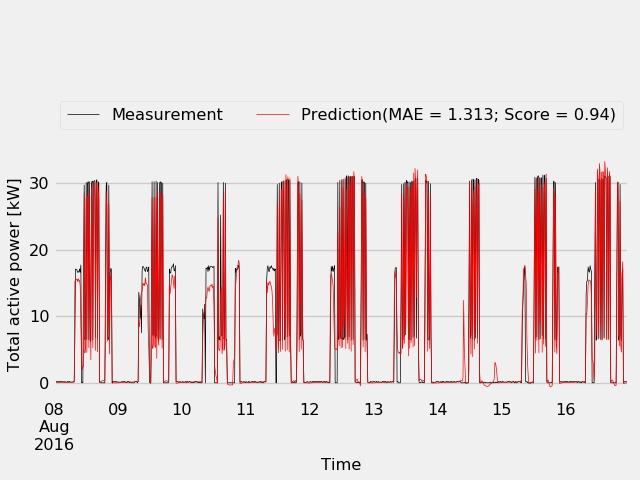 Measurement
Prediction(MAE = 1.313; Score = 0.94)
Total active power [kW]
30
20
10
0
08 09 10 11 12 13 14 15 16
Aug
2016
Time